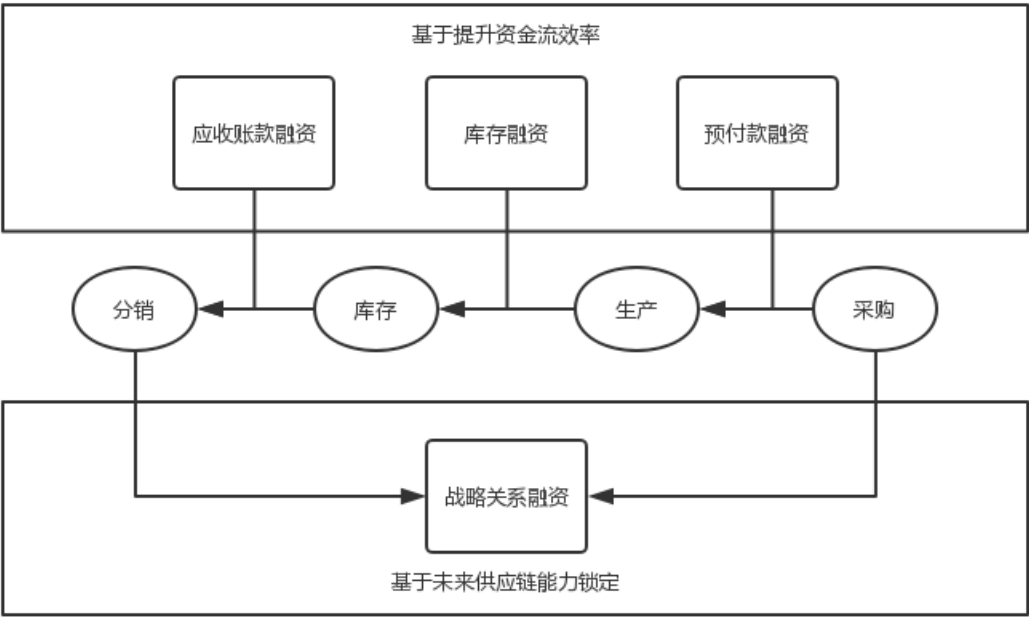 基于提升资金流效率
应收账款融资
库存融资
预付款融资
分销
库存
生产
采购
战略关系融资
基于未来供应链能力锁定